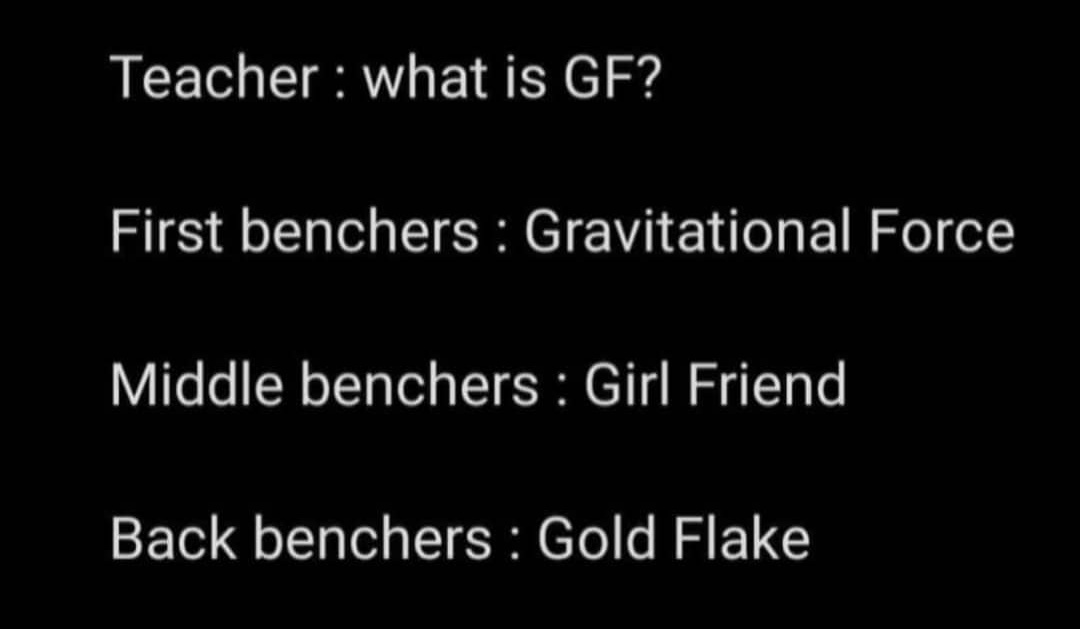 Teacher : what is GF?
First benchers : Gravitational Force
Middle benchers : Girl Friend
Back benchers : Gold Flake